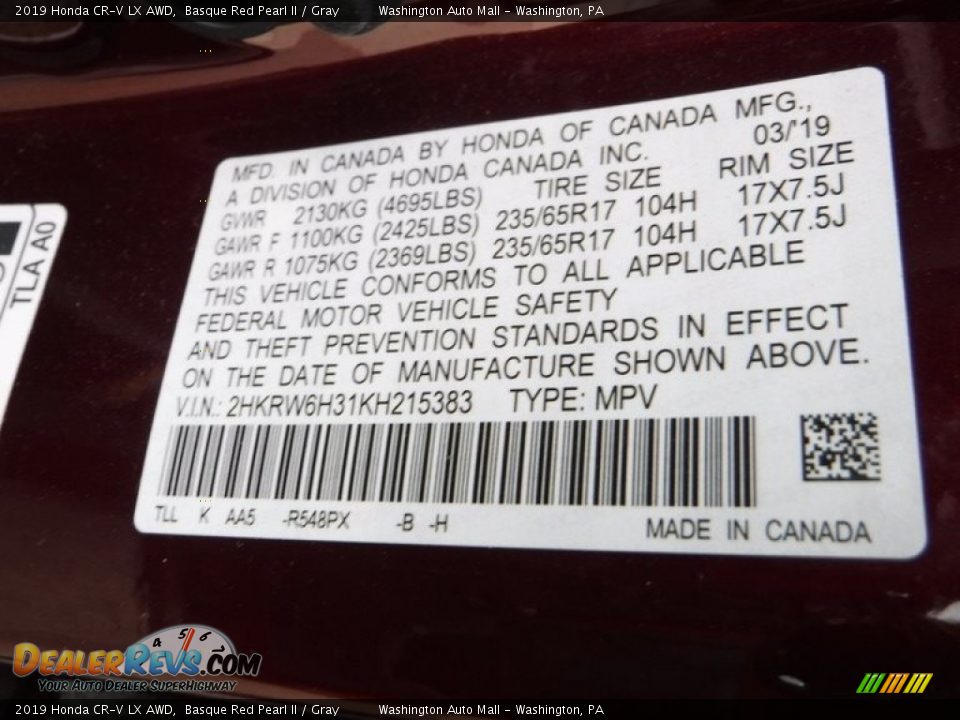 2019 Honda CR-V LX AWD, Basque Red Pearl II / Gray Washington Auto Mall - Washington, PA
MFD. IN CANADA BY HONDA OF CANADA MFG.,
A DIVISION OF HONDA CANADA INC. 03/'19
GVWR 2130KG (4695LBS) TIRE SIZE RIM SIZE
GAWR F 1100KG (2425LBS) 235/65R17 104H 17X7.5J
GAWR R 1075KG (2369LBS) 235/65R17 104H 17X7.5J
THIS VEHICLE CONFORMS TO ALL APPLICABLE
FEDERAL MOTOR VEHICLE SAFETY
AND THEFT PREVENTION STANDARDS IN EFFECT
ON THE DATE OF MANUFACTURE SHOWN ABOVE.
V.I.N.: 2HKRW6H31KH215383 TYPE: MPV
TLL K AA5 -R548PX -B -H MADE IN CANADA
TLA A0
4 5 6
DEALERREVS.COM
YOUR AUTO DEALER SUPERHIGHWAY
2019 Honda CR-V LX AWD, Basque Red Pearl II / Gray Washington Auto Mall - Washington, PA